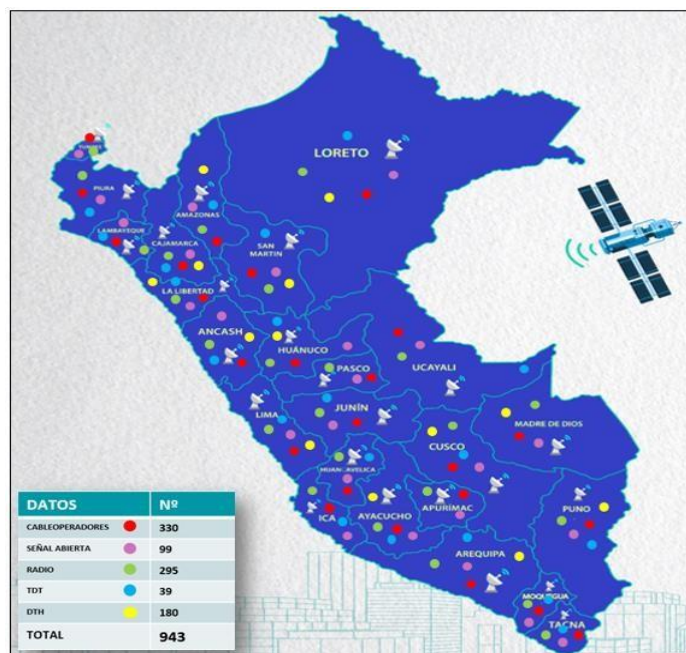 LORETO
TUMBES
PIURA
AMAZONAS
LAMBAYEQUE
CAJAMARCA
SAN
MARTIN
LA LIBERTAD
ANCASH
HUÁNUCO
UCAYALI
PASCO
JUNÍN
LIMA
MADRE DE DIOS
CUSCO
HUANCAVELICA
ICA
AYACUCHO
APURÍMAC
PUNO
AREQUIPA
MOQUEGUA
TACNA
DATOS Nº
CABLEOPERADORES 330
SEÑAL ABIERTA 99
RADIO 295
TDT 39
DTH 180
TOTAL 943